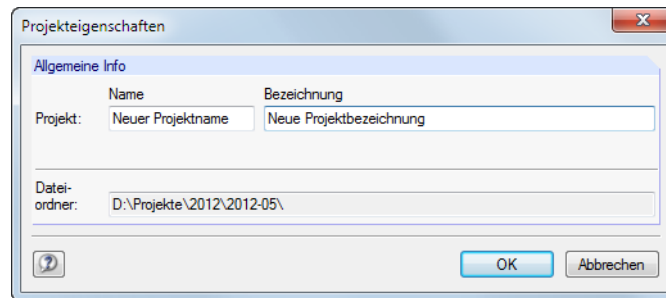 Projekteigenschaften
Allgemeine Info
Name Bezeichnung
Projekt: Neuer Projektname Neue Projektbezeichnung
Datei-
ordner: D:\Projekte\2012\2012-05\
OK Abbrechen